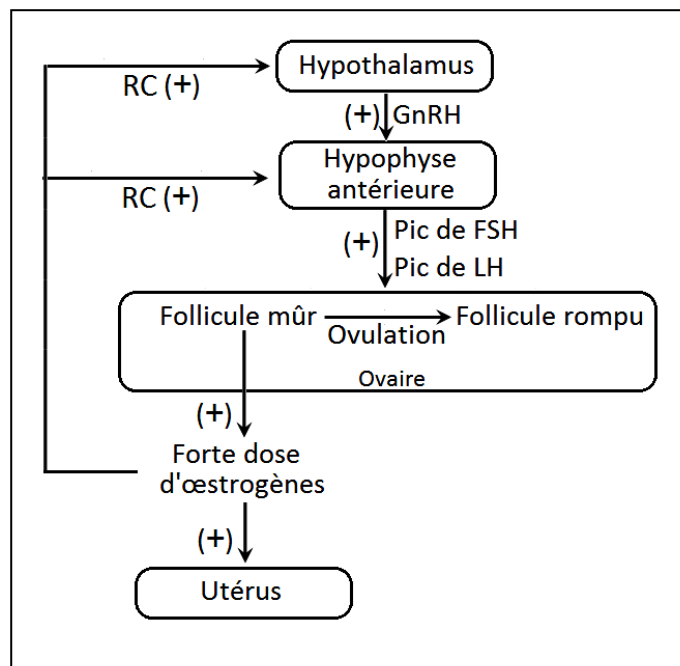 Hypothalamus
RC (+)
(+) GnRH
Hypophyse
antérieure
RC (+)
(+)
Pic de FSH
Pic de LH
Follicule mûr
Ovulation
Follicule rompu
Ovaire
(+)
Forte dose
d'œstrogènes
(+)
Utérus